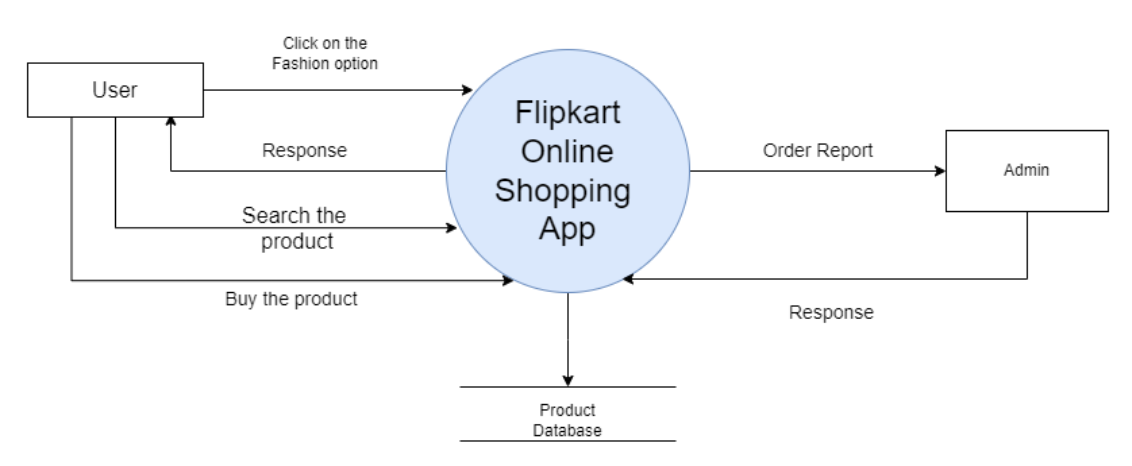 Click on the
Fashion option
User
Flipkart
Online
Shopping
App
Response
Order Report
Admin
Search the
product
Buy the product
Response
Product
Database